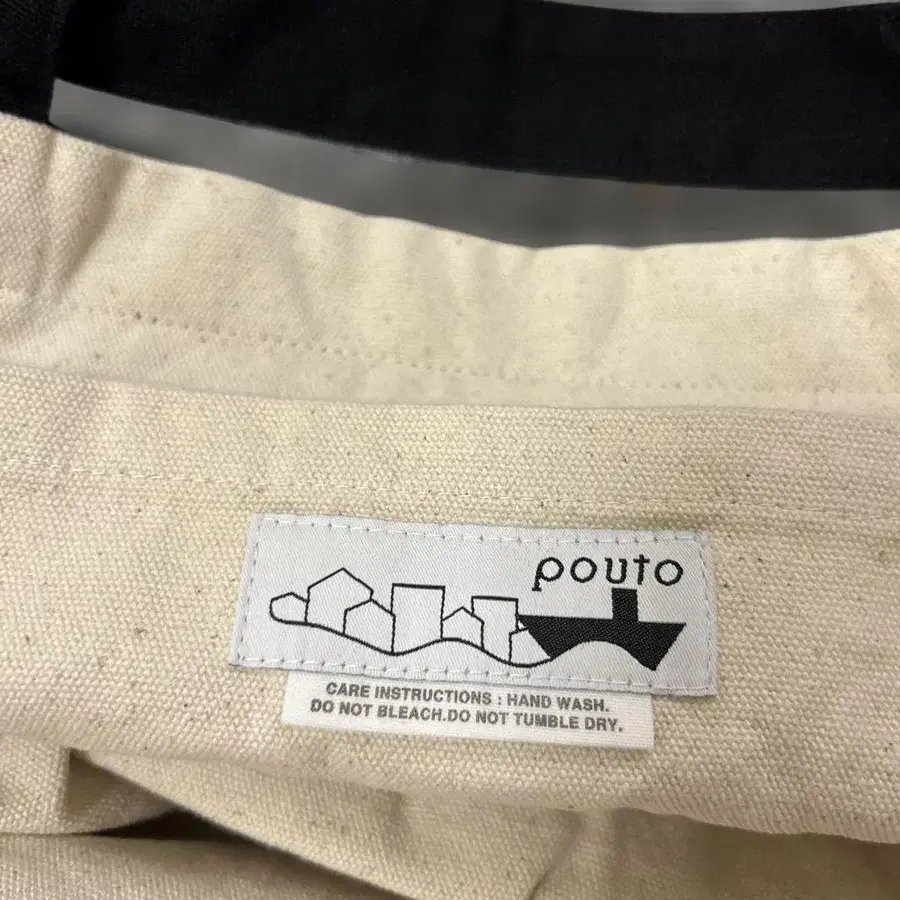 pouto
CARE INSTRUCTIONS : HAND WASH.
DO NOT BLEACH.DO NOT TUMBLE DRY.